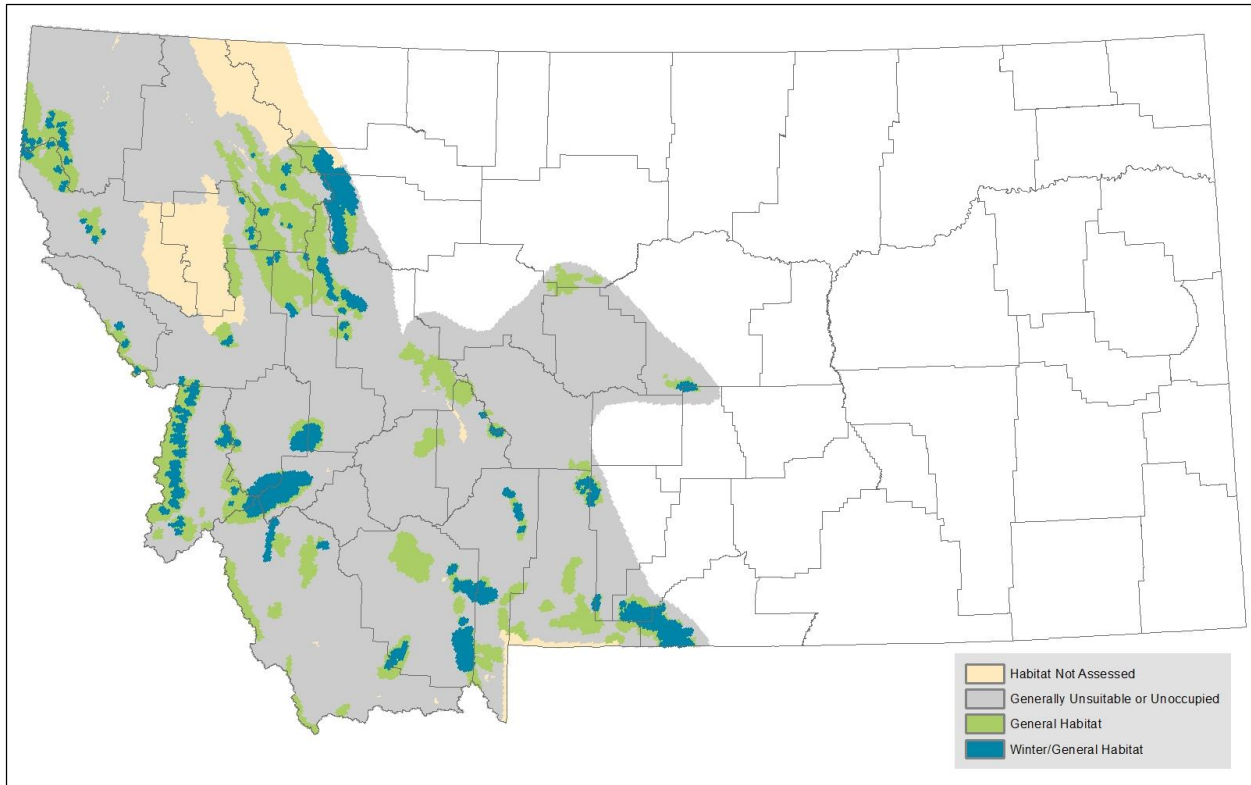 Habitat Not Assessed
Generally Unsuitable or Unoccupied
General Habitat
Winter/General Habitat